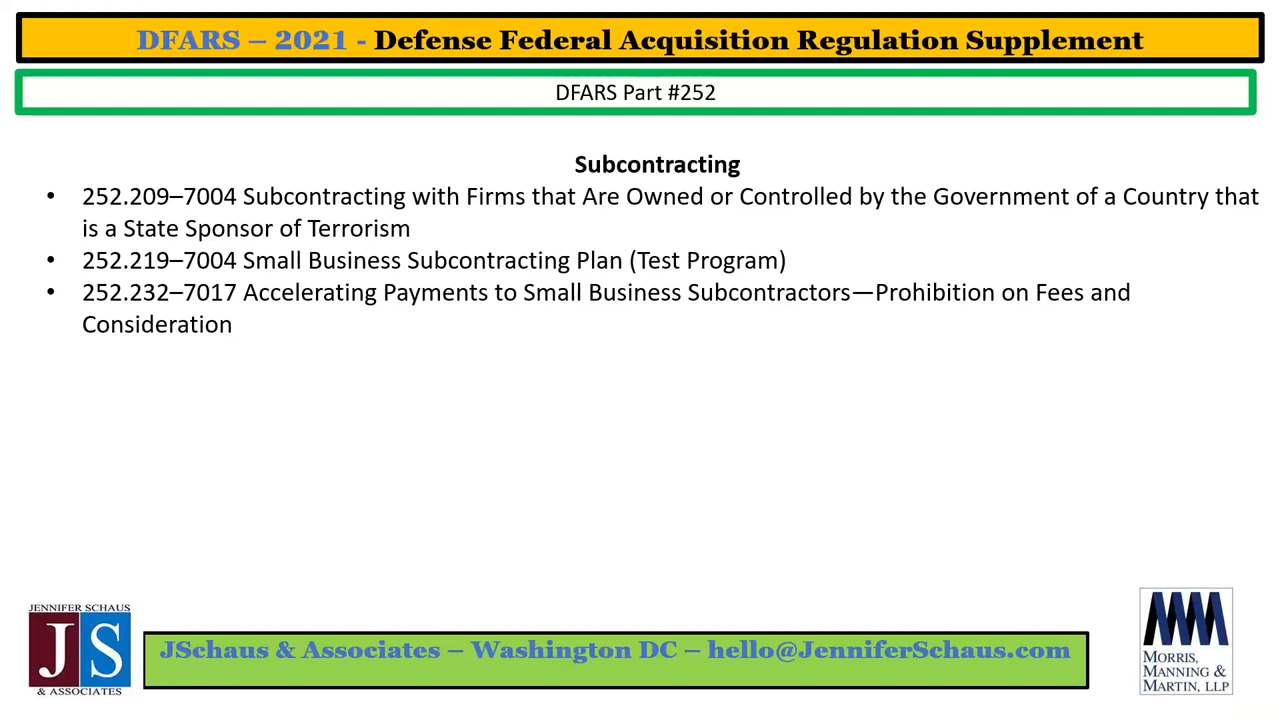 DFARS – 2021 - Defense Federal Acquisition Regulation Supplement
DFARS Part #252
Subcontracting
• 252.209–7004 Subcontracting with Firms that Are Owned or Controlled by the Government of a Country that
is a State Sponsor of Terrorism
• 252.219–7004 Small Business Subcontracting Plan (Test Program)
• 252.232–7017 Accelerating Payments to Small Business Subcontractors—Prohibition on Fees and
Consideration
JENNIFER SCHAUS
JS
& ASSOCIATES
JSchaus & Associates – Washington DC – hello@JenniferSchaus.com
MMM
MORRIS,
MANNING &
MARTIN, LLP